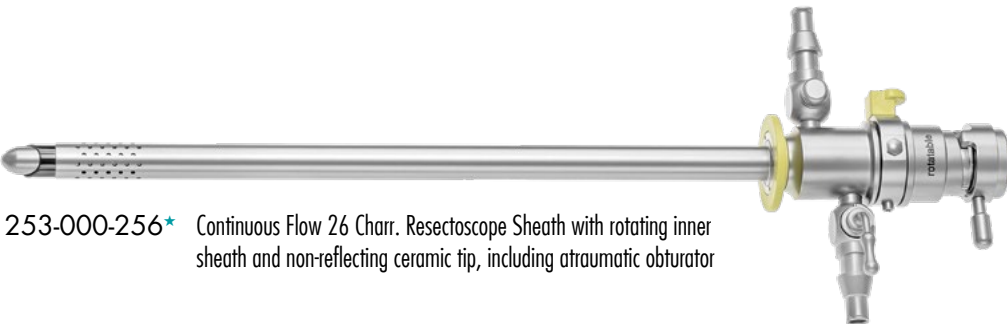 rotatable
253-000-256★ Continuous Flow 26 Charr. Resectoscope Sheath with rotating inner
sheath and non-reflecting ceramic tip, including atraumatic obturator